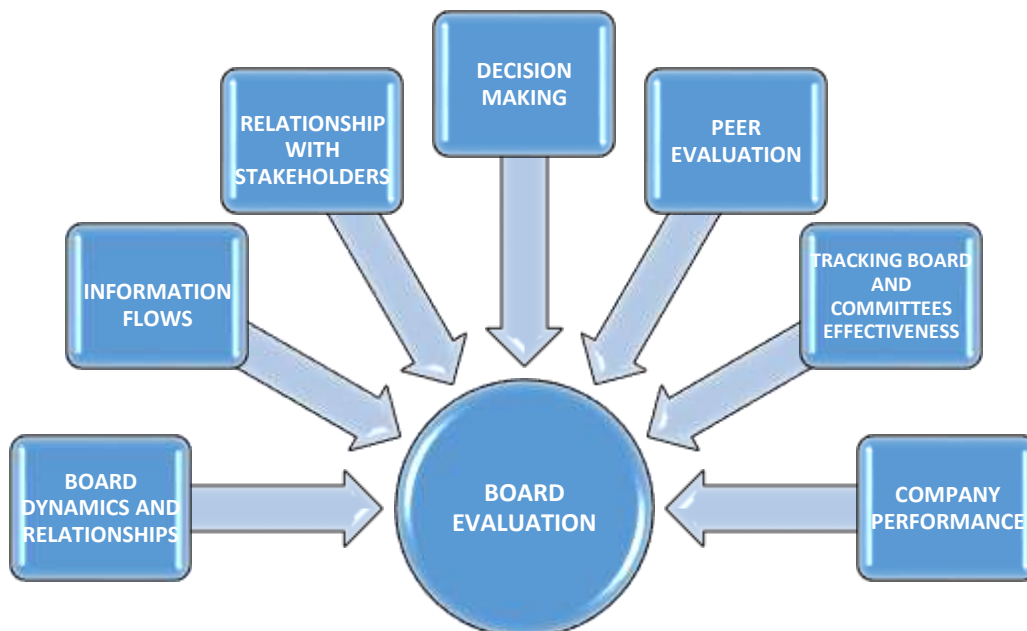 DECISION
MAKING
RELATIONSHIP
WITH
STAKEHOLDERS
PEER
EVALUATION
INFORMATION
FLOWS
TRACKING BOARD
AND
COMMITTEES
EFFECTIVENESS
BOARD
DYNAMICS AND
RELATIONSHIPS
BOARD
EVALUATION
COMPANY
PERFORMANCE